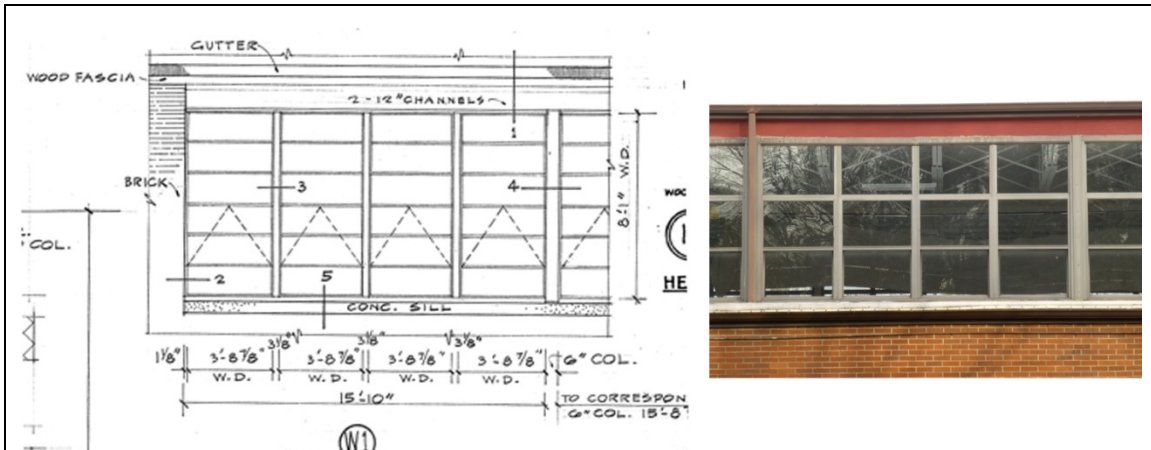 GUTTER
WOOD FASCIA
2-12" CHANNELS
1
BRICK
3
4
8'-1" W.D.
COL.
2
5
CONC. SILL
HE
3 1/8" 3 1/8" 3 1/8"
1 1/8" 3'-8 7/8" 3'-8 7/8" 3'-8 7/8" 3'-8 7/8" 6" COL.
W.D. W.D. W.D. W.D.
15'-10"
TO CORRESPON
6" COL. 15'-8
W1